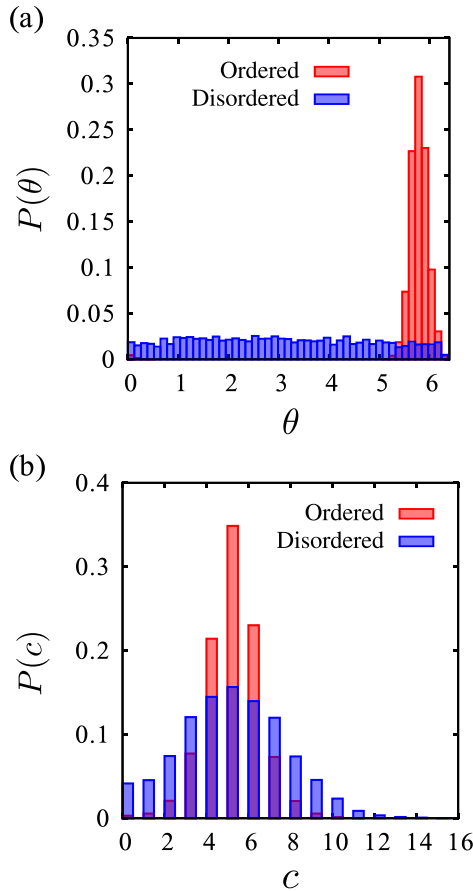 (a)
0.35
0.3
0.25
0.2
0.15
0.1
0.05
0
P(θ)
Ordered
Disordered
0 1 2 3 4 5 6
θ
(b)
0.4
0.3
0.2
0.1
0
P(c)
Ordered
Disordered
0 2 4 6 8 10 12 14 16
c